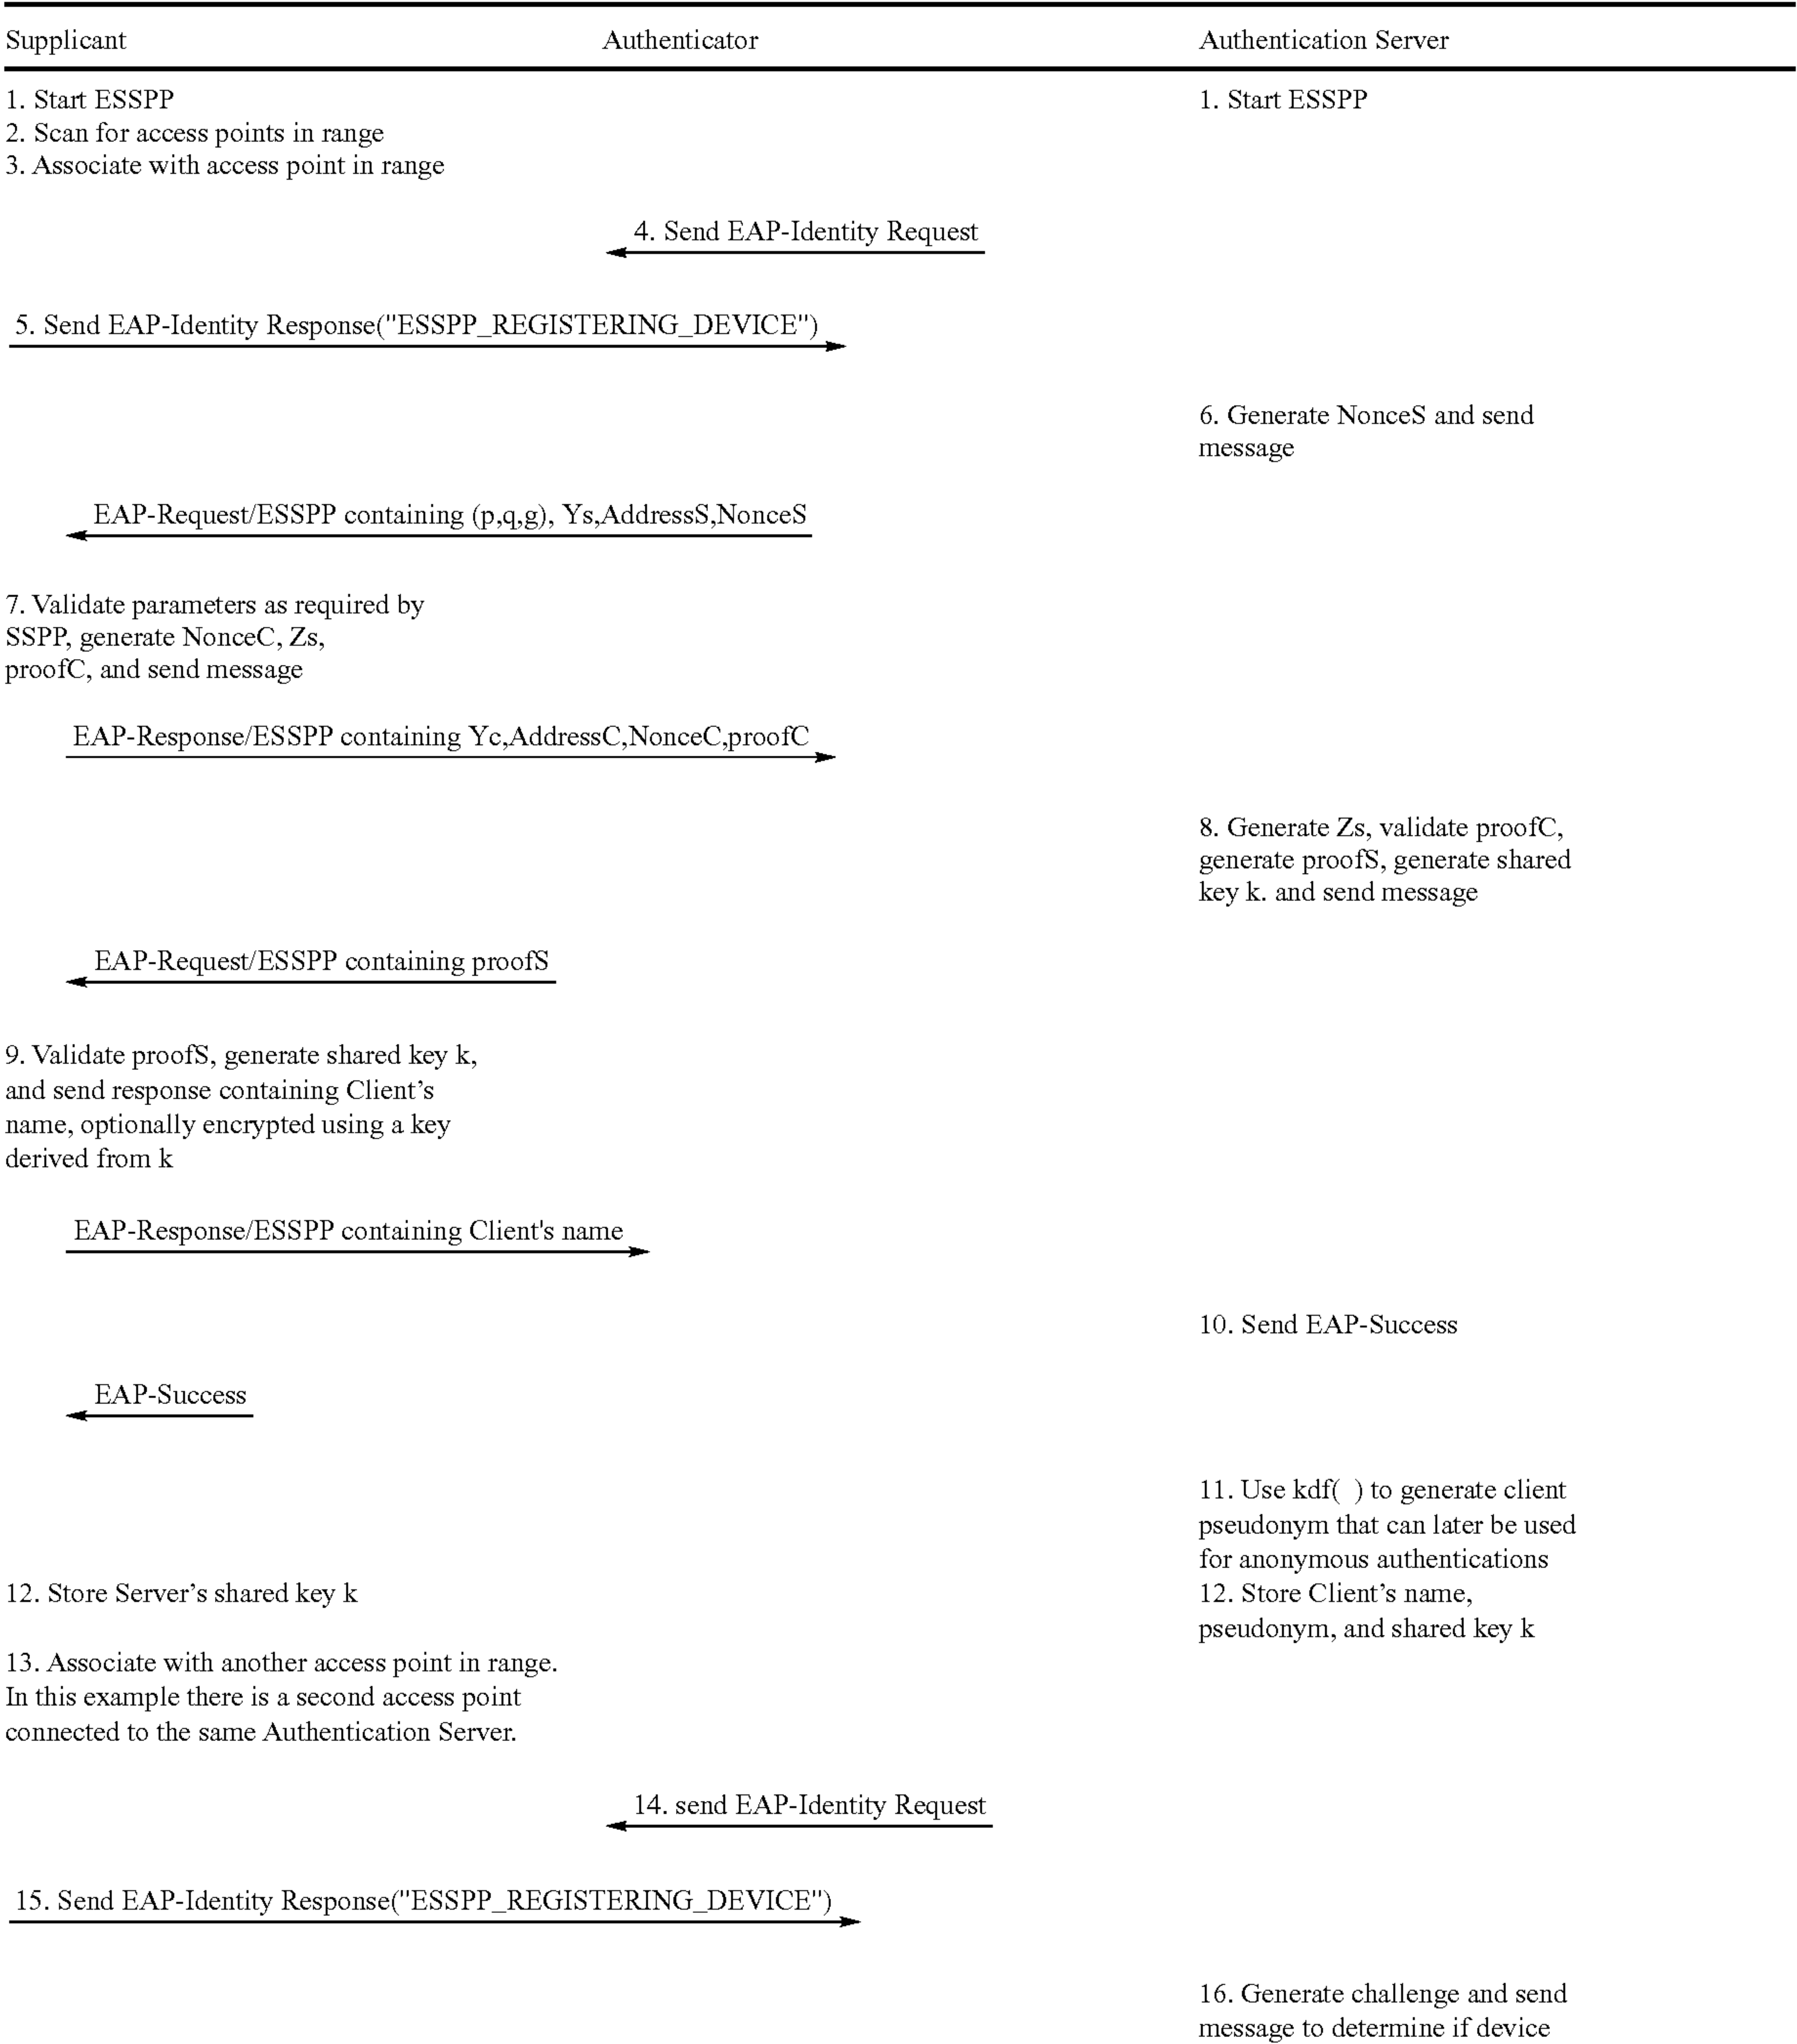 Supplicant Authenticator Authentication Server
1. Start ESSPP 1. Start ESSPP
2. Scan for access points in range
3. Associate with access point in range
4. Send EAP-Identity Request
5. Send EAP-Identity Response("ESSPP_REGISTERING_DEVICE")
6. Generate NonceS and send
message
EAP-Request/ESSPP containing (p,q,g), Ys,AddressS,NonceS
7. Validate parameters as required by
SSPP, generate NonceC, Zs,
proofC, and send message
EAP-Response/ESSPP containing Yc,AddressC,NonceC,proofC
8. Generate Zs, validate proofC,
generate proofS, generate shared
key k. and send message
EAP-Request/ESSPP containing proofS
9. Validate proofS, generate shared key k,
and send response containing Client’s
name, optionally encrypted using a key
derived from k
EAP-Response/ESSPP containing Client's name
10. Send EAP-Success
EAP-Success
11. Use kdf( ) to generate client
pseudonym that can later be used
for anonymous authentications
12. Store Server’s shared key k 12. Store Client’s name,
pseudonym, and shared key k
13. Associate with another access point in range.
In this example there is a second access point
connected to the same Authentication Server.
14. send EAP-Identity Request
15. Send EAP-Identity Response("ESSPP_REGISTERING_DEVICE")
16. Generate challenge and send
message to determine if device